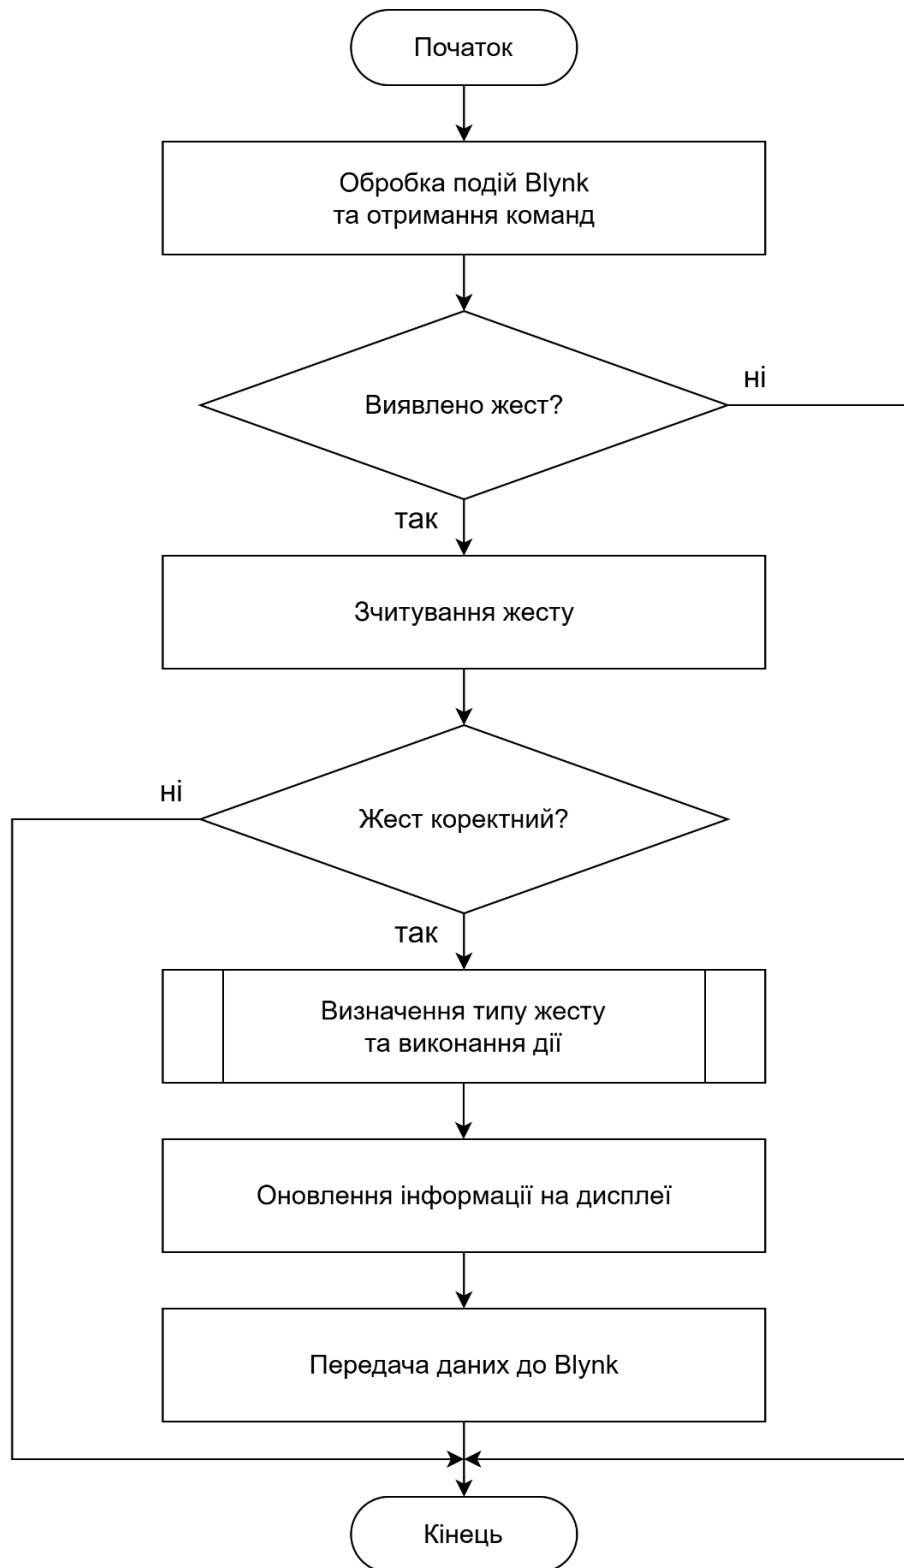 Початок
Обробка подій Blynk
та отримання команд
Виявлено жест?
ні
так
Зчитування жесту
ні
Жест коректний?
так
Визначення типу жесту
та виконання дії
Оновлення інформації на дисплеї
Передача даних до Blynk
Кінець